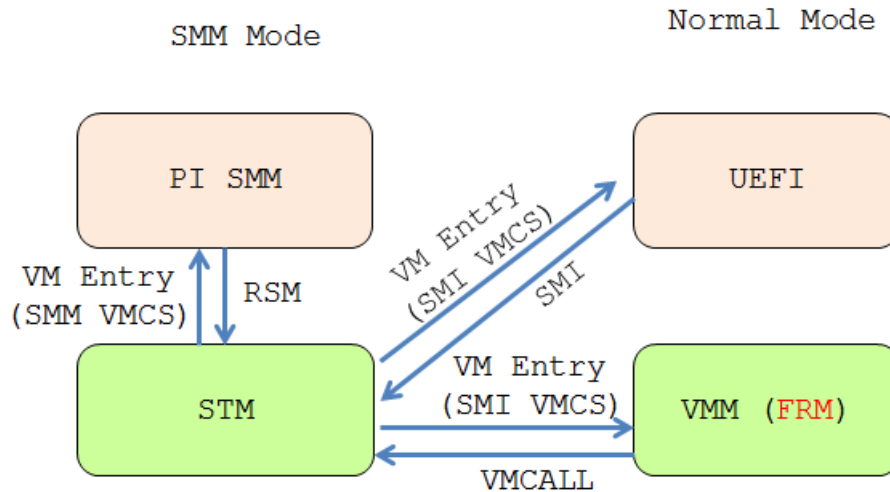 SMM Mode
Normal Mode
PI SMM
UEFI
VM Entry
(SMI VMCS)
SMI
VM Entry
(SMM VMCS)
RSM
STM
VM Entry
(SMI VMCS)
VMM (FRM)
VMCALL